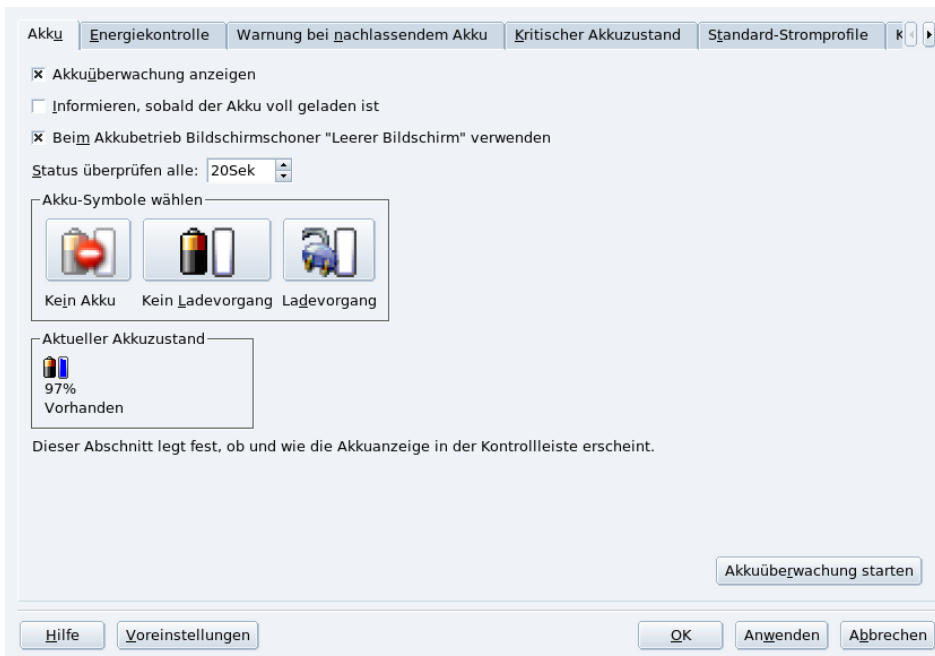 Akku Energiekontrolle Warnung bei nachlassendem Akku Kritischer Akkuzustand Standard-Stromprofile K
Akkuüberwachung anzeigen
Informieren, sobald der Akku voll geladen ist
Beim Akkubetrieb Bildschirmschoner "Leerer Bildschirm" verwenden
Status überprüfen alle: 20Sek
Akku-Symbole wählen
Kein Akku Kein Ladevorgang Ladevorgang
Aktueller Akkuzustand
97%
Vorhanden
Dieser Abschnitt legt fest, ob und wie die Akkuanzeige in der Kontrollleiste erscheint.
Akkuüberwachung starten
Hilfe Voreinstellungen OK Anwenden Abbrechen